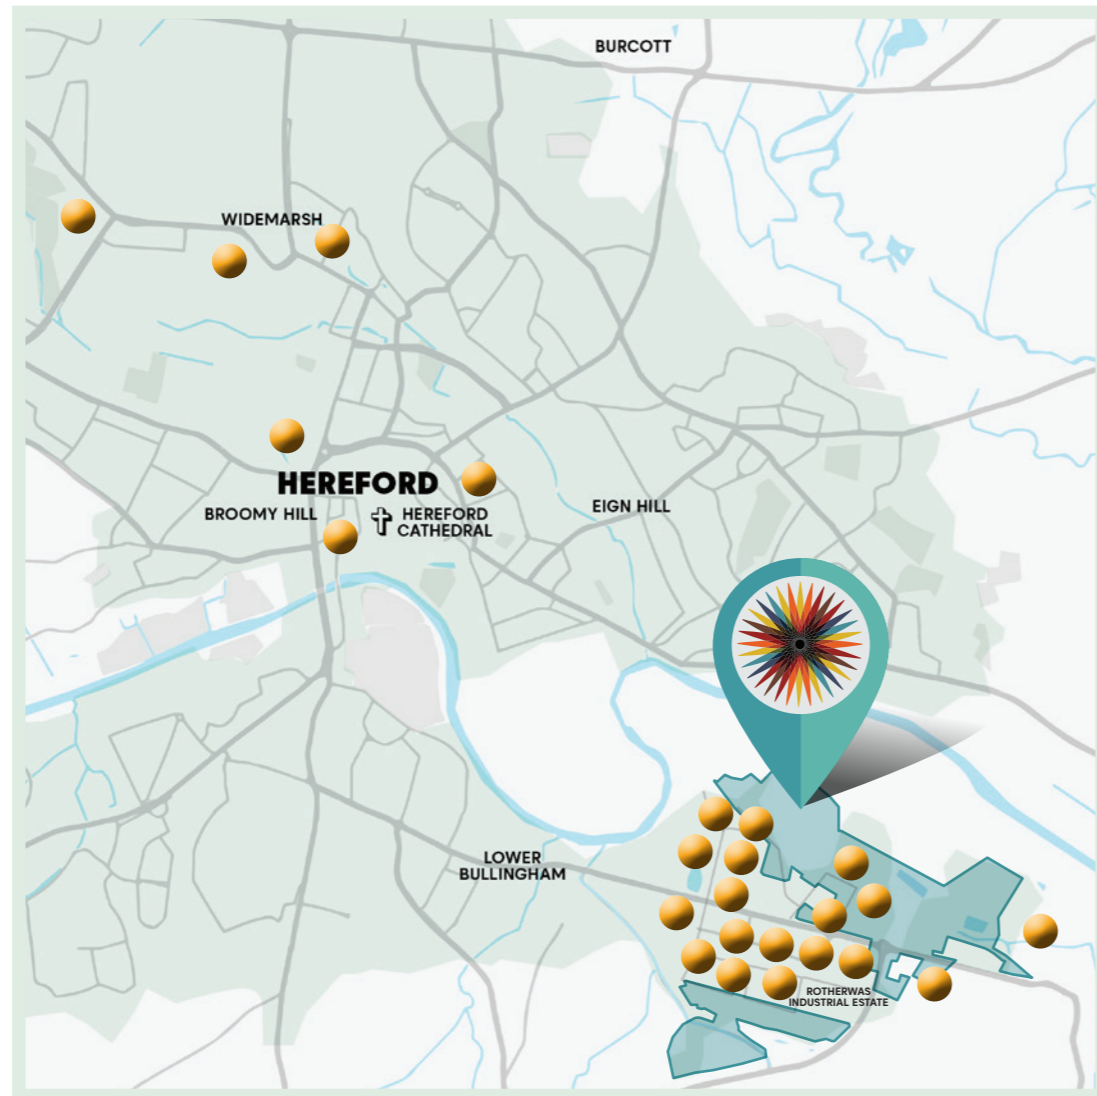 BURCOTT
WIDEMARSH
HEREFORD
BROOMY HILL
HEREFORD
CATHEDRAL
EIGN HILL
LOWER
BULLINGHAM
ROTHERWAS
INDUSTRIAL ESTATE